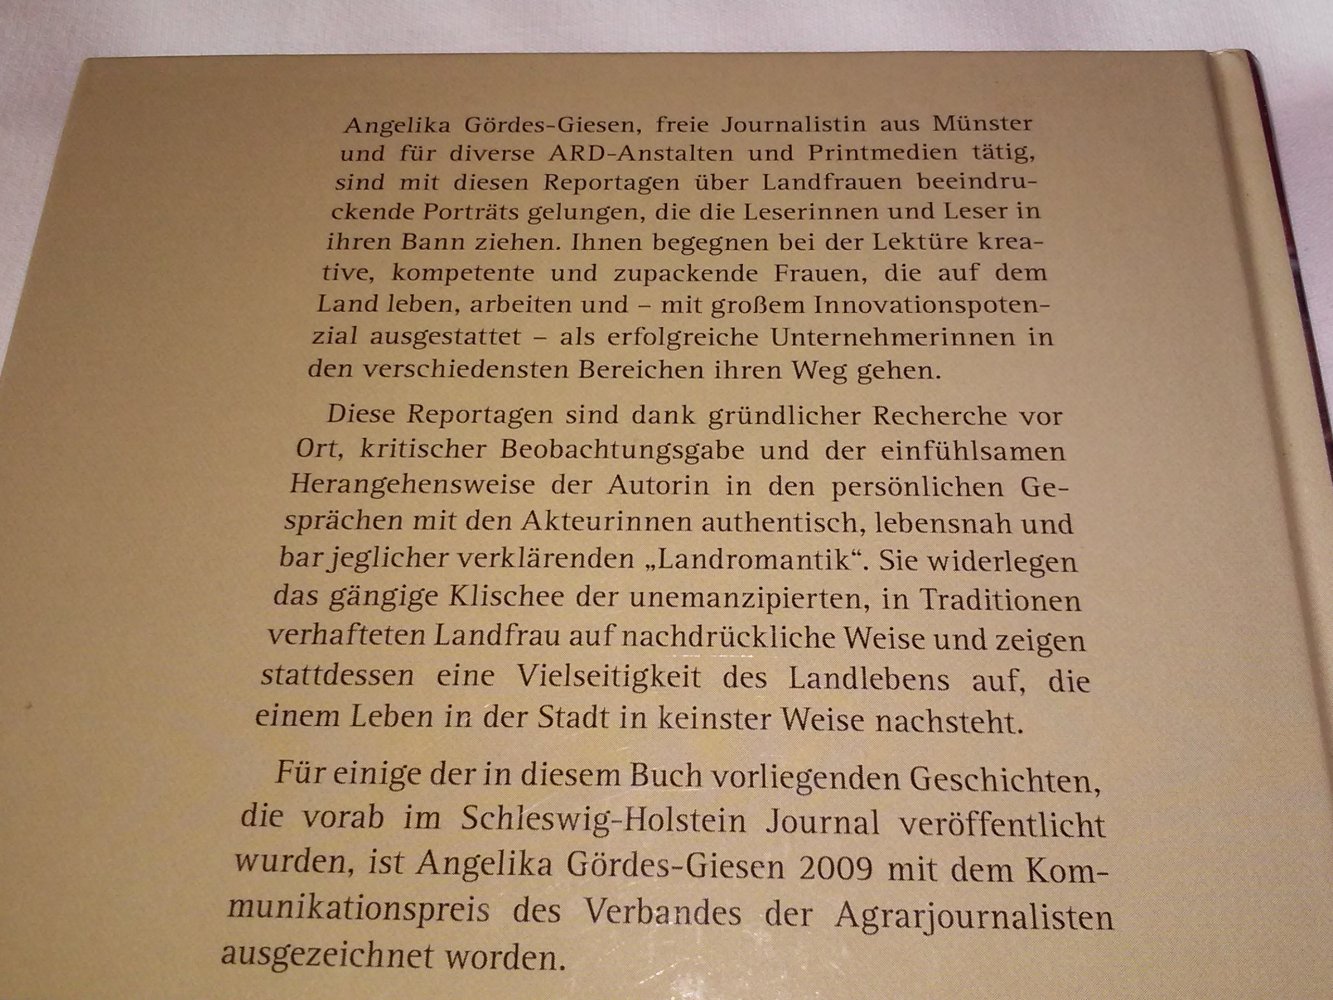 Angelika Gördes-Giesen, freie Journalistin aus Münster
und für diverse ARD-Anstalten und Printmedien tätig,
sind mit diesen Reportagen über Landfrauen beeindru-
ckende Porträts gelungen, die die Leserinnen und Leser in
ihren Bann ziehen. Ihnen begegnen bei der Lektüre krea-
tive, kompetente und zupackende Frauen, die auf dem
Land leben, arbeiten und – mit großem Innovationspoten-
zial ausgestattet – als erfolgreiche Unternehmerinnen in
den verschiedensten Bereichen ihren Weg gehen.
Diese Reportagen sind dank gründlicher Recherche vor
Ort, kritischer Beobachtungsgabe und der einfühlsamen
Herangehensweise der Autorin in den persönlichen Ge-
sprächen mit den Akteurinnen authentisch, lebensnah und
bar jeglicher verklärenden „Landromantik“. Sie widerlegen
das gängige Klischee der unemanzipierten, in Traditionen
verhafteten Landfrau auf nachdrückliche Weise und zeigen
stattdessen eine Vielseitigkeit des Landlebens auf, die
einem Leben in der Stadt in keinster Weise nachsteht.
Für einige der in diesem Buch vorliegenden Geschichten,
die vorab im Schleswig-Holstein Journal veröffentlicht
wurden, ist Angelika Gördes-Giesen 2009 mit dem Kom-
munikationspreis des Verbandes der Agrarjournalisten
ausgezeichnet worden.